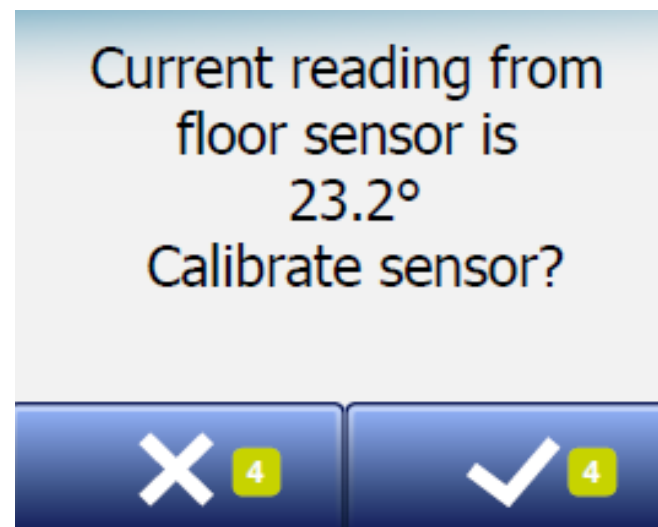 Current reading from
floor sensor is
23.2°
Calibrate sensor?
4 4